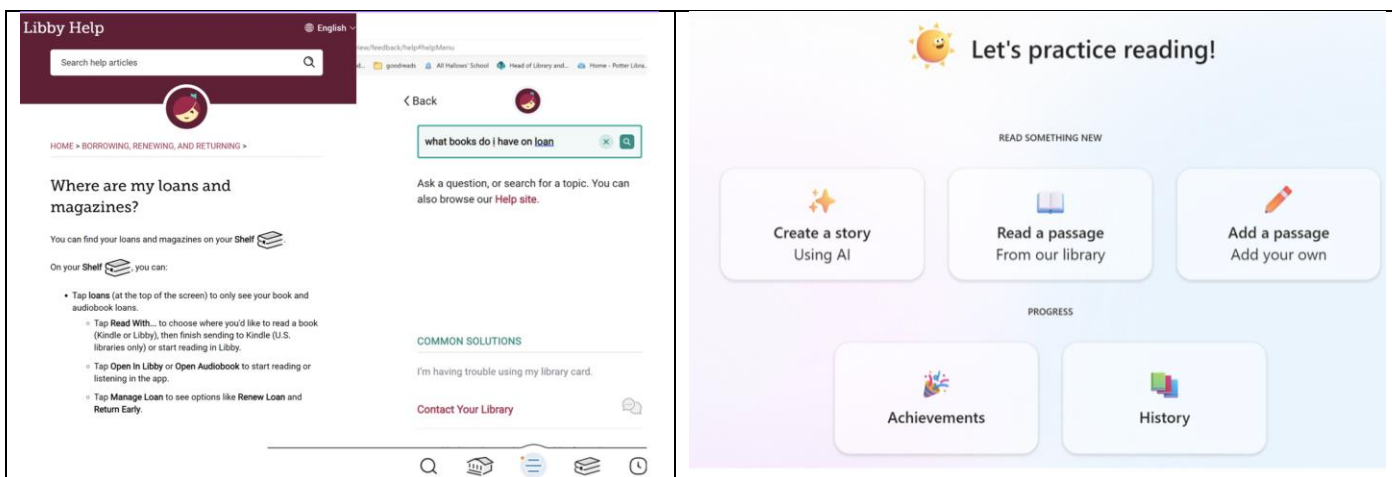 Libby Help
English
Search help articles
HOME > BORROWING, RENEWING, AND RETURNING >
Where are my loans and
magazines?
You can find your loans and magazines on your Shelf .
On your Shelf , you can:
• Tap loans (at the top of the screen) to only see your book and
audiobook loans.
○ Tap Read With... to choose where you'd like to read a book
(Kindle or Libby), then finish sending to Kindle (U.S.
libraries only) or start reading in Libby.
○ Tap Open In Libby or Open Audiobook to start reading or
listening in the app.
○ Tap Manage Loan to see options like Renew Loan and
Return Early.
/feedback/help#helpMenu
goodreads All Hallows' School Head of Library and... Home - Potter Libra..
< Back
what books do i have on loan
Ask a question, or search for a topic. You can
also browse our Help site.
COMMON SOLUTIONS
I'm having trouble using my library card.
Contact Your Library
Let's practice reading!
READ SOMETHING NEW
Create a story
Using AI
Read a passage
From our library
Add a passage
Add your own
PROGRESS
Achievements
History